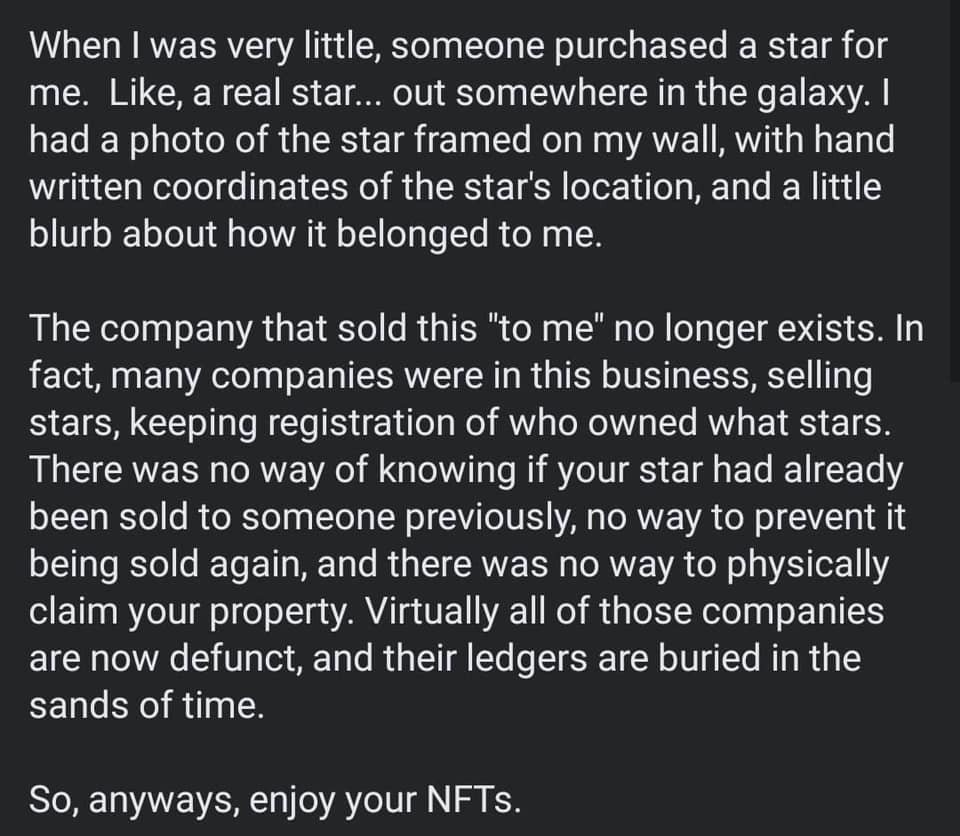 When I was very little, someone purchased a star for
me.  Like, a real star... out somewhere in the galaxy. I
had a photo of the star framed on my wall, with hand
written coordinates of the star's location, and a little
blurb about how it belonged to me.
The company that sold this "to me" no longer exists. In
fact, many companies were in this business, selling
stars, keeping registration of who owned what stars.
There was no way of knowing if your star had already
been sold to someone previously, no way to prevent it
being sold again, and there was no way to physically
claim your property. Virtually all of those companies
are now defunct, and their ledgers are buried in the
sands of time.
So, anyways, enjoy your NFTs.